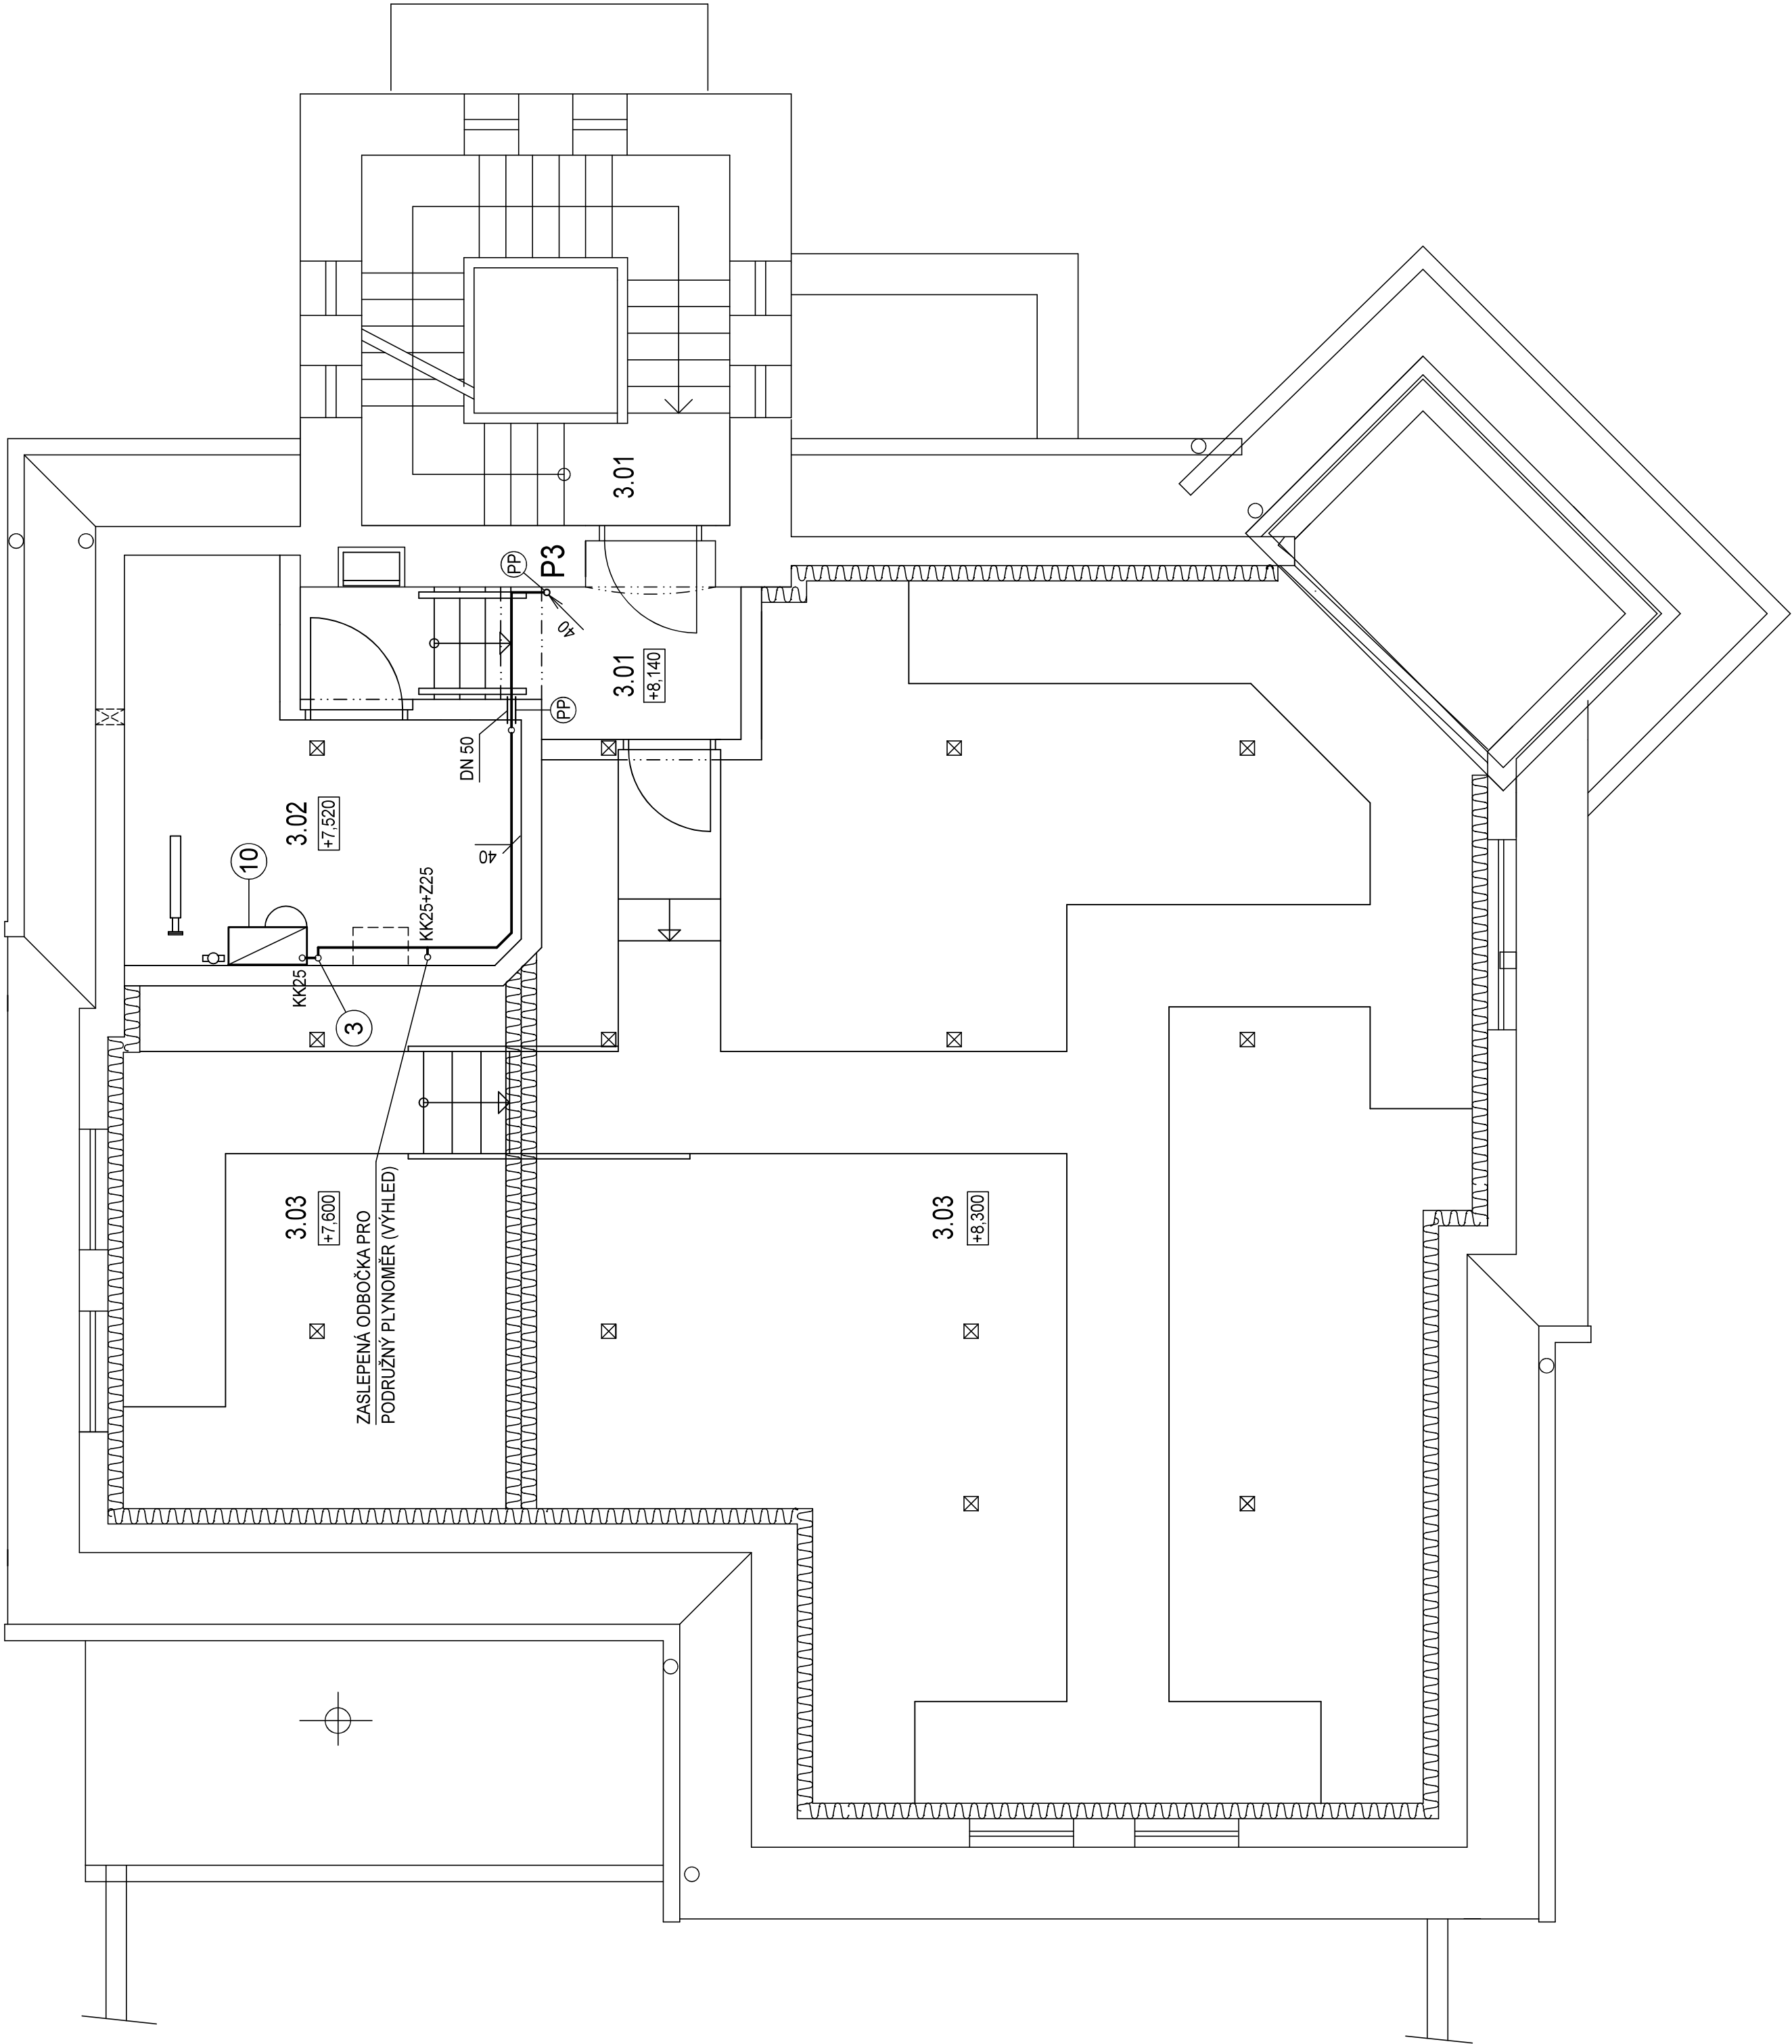 3.01
P3
PP
40
3.01
+8,140
PP
DN 50
3.02
+7,520
40
10
KK25+Z25
KK25
3
3.03
+7,600
3.03
+8,300
ZASLEPENÁ ODBOČKA PRO
PODRUŽNÝ PLYNOMĚR (VÝHLED)